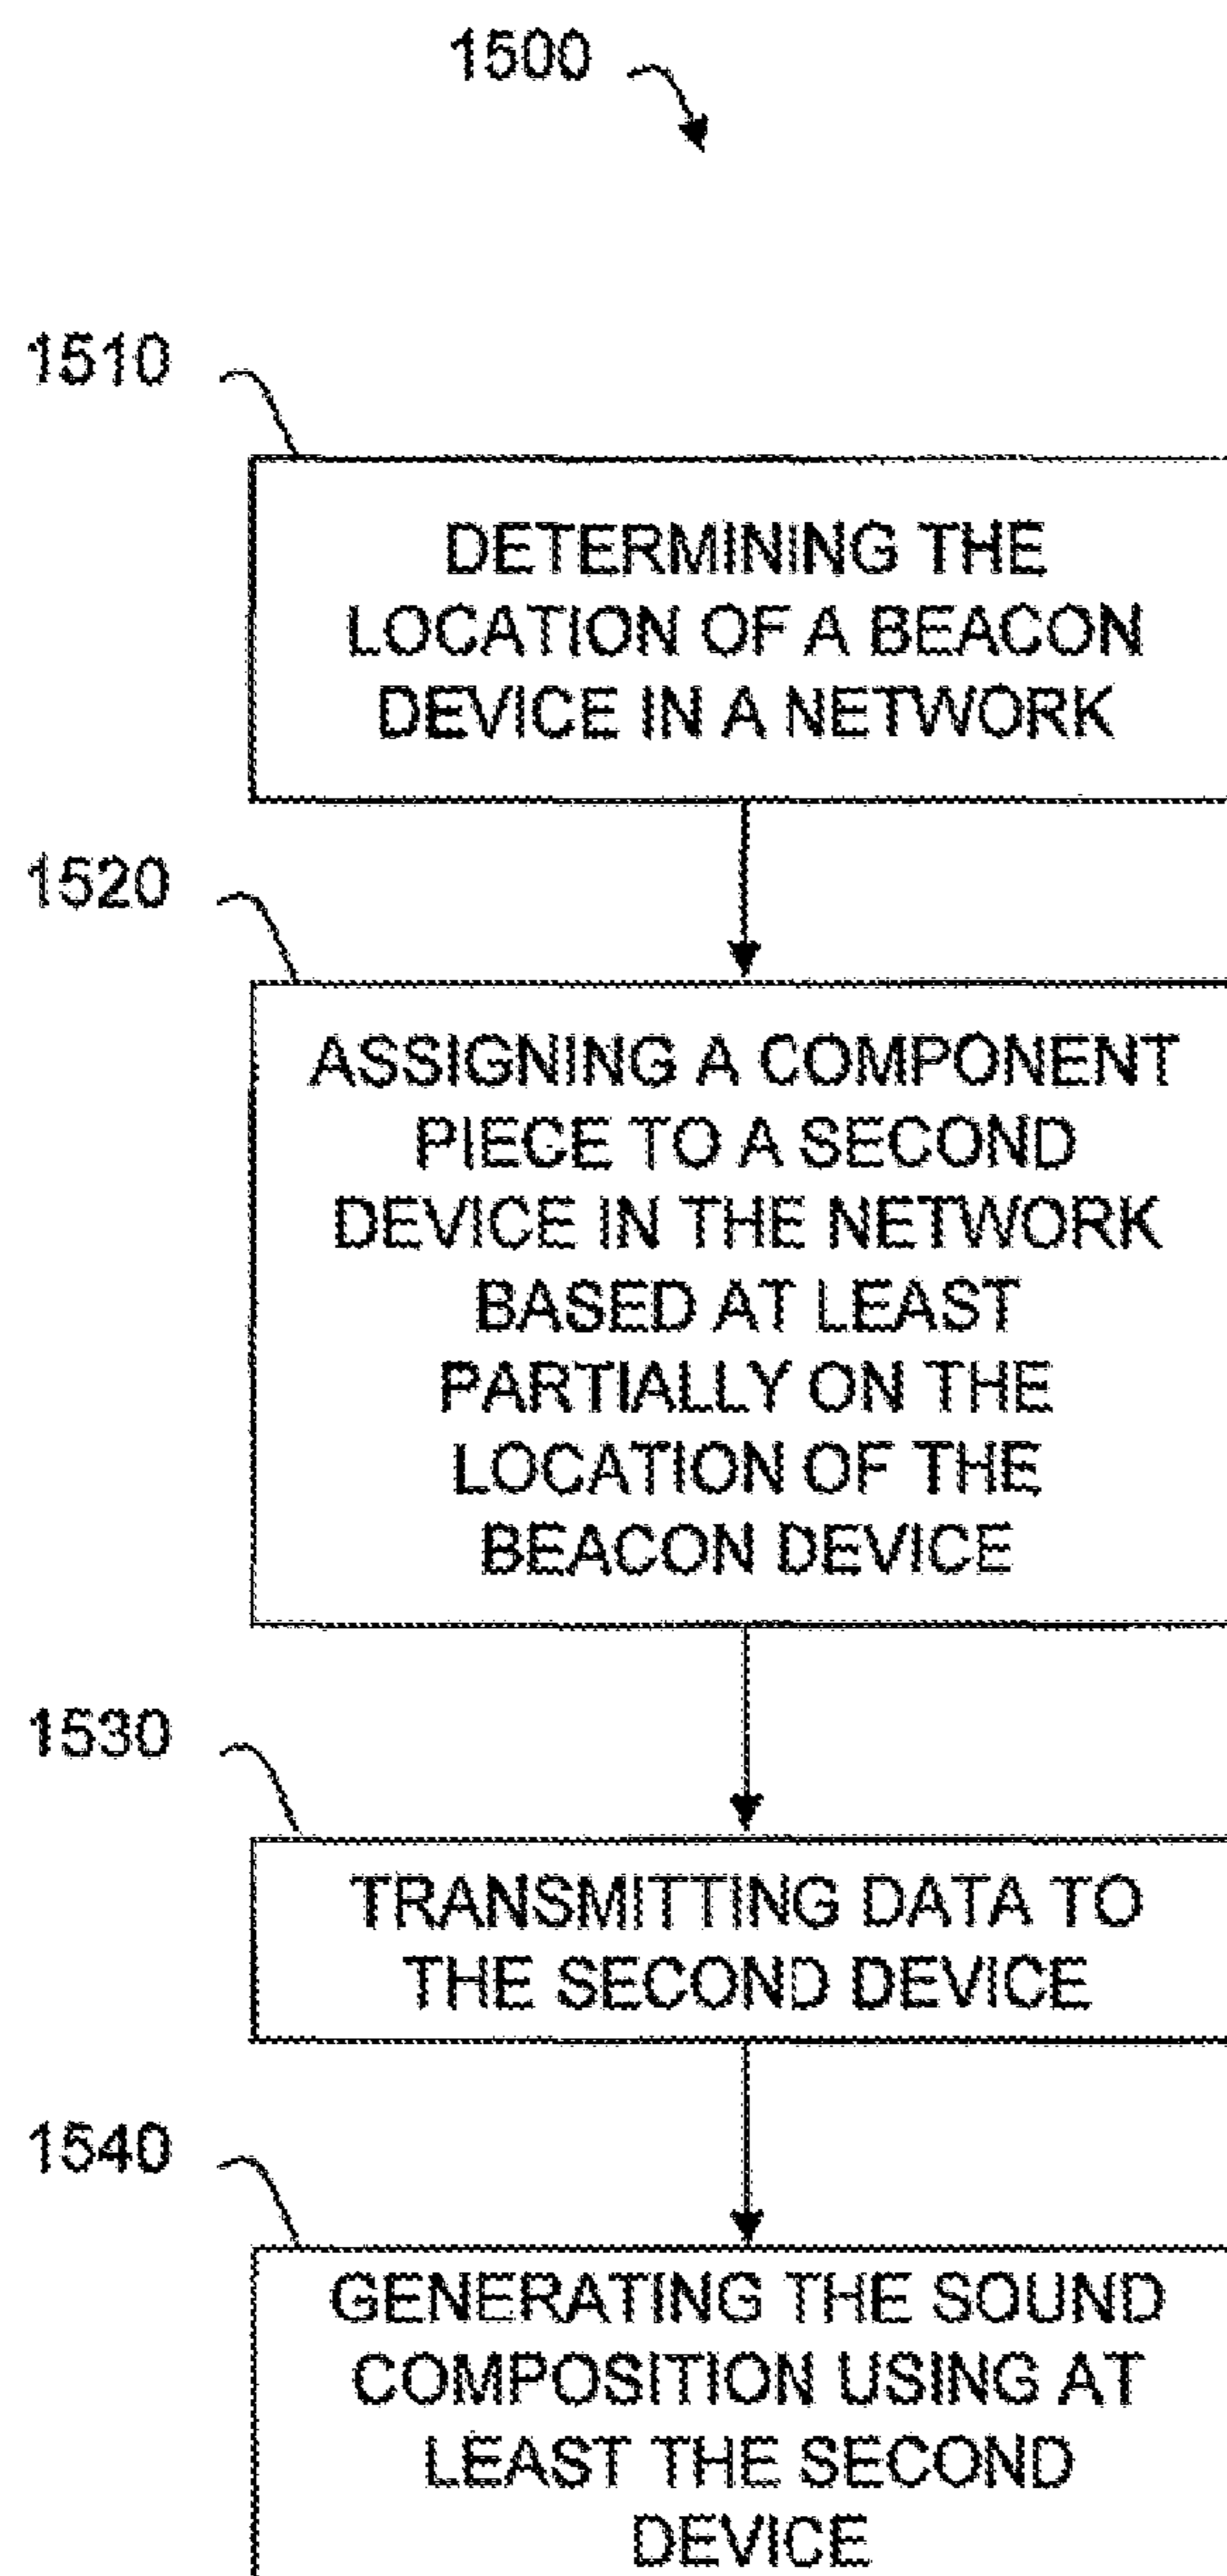 1500
1510
DETERMINING THE
LOCATION OF A BEACON
DEVICE IN A NETWORK
1520
ASSIGNING A COMPONENT
PIECE TO A SECOND
DEVICE IN THE NETWORK
BASED AT LEAST
PARTIALLY ON THE
LOCATION OF THE
BEACON DEVICE
1530
TRANSMITTING DATA TO
THE SECOND DEVICE
1540
GENERATING THE SOUND
COMPOSITION USING AT
LEAST THE SECOND
DEVICE